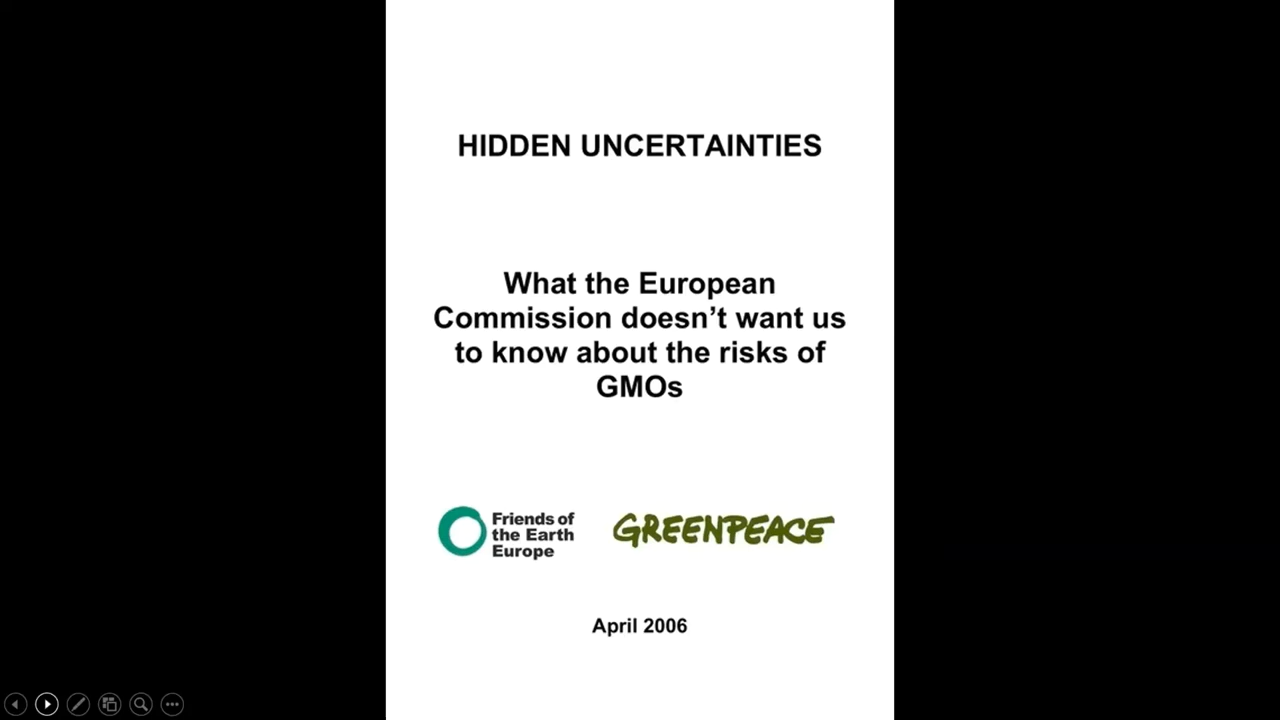 HIDDEN UNCERTAINTIES
What the European
Commission doesn’t want us
to know about the risks of
GMOs
Friends of
the Earth
Europe
GREENPEACE
April 2006